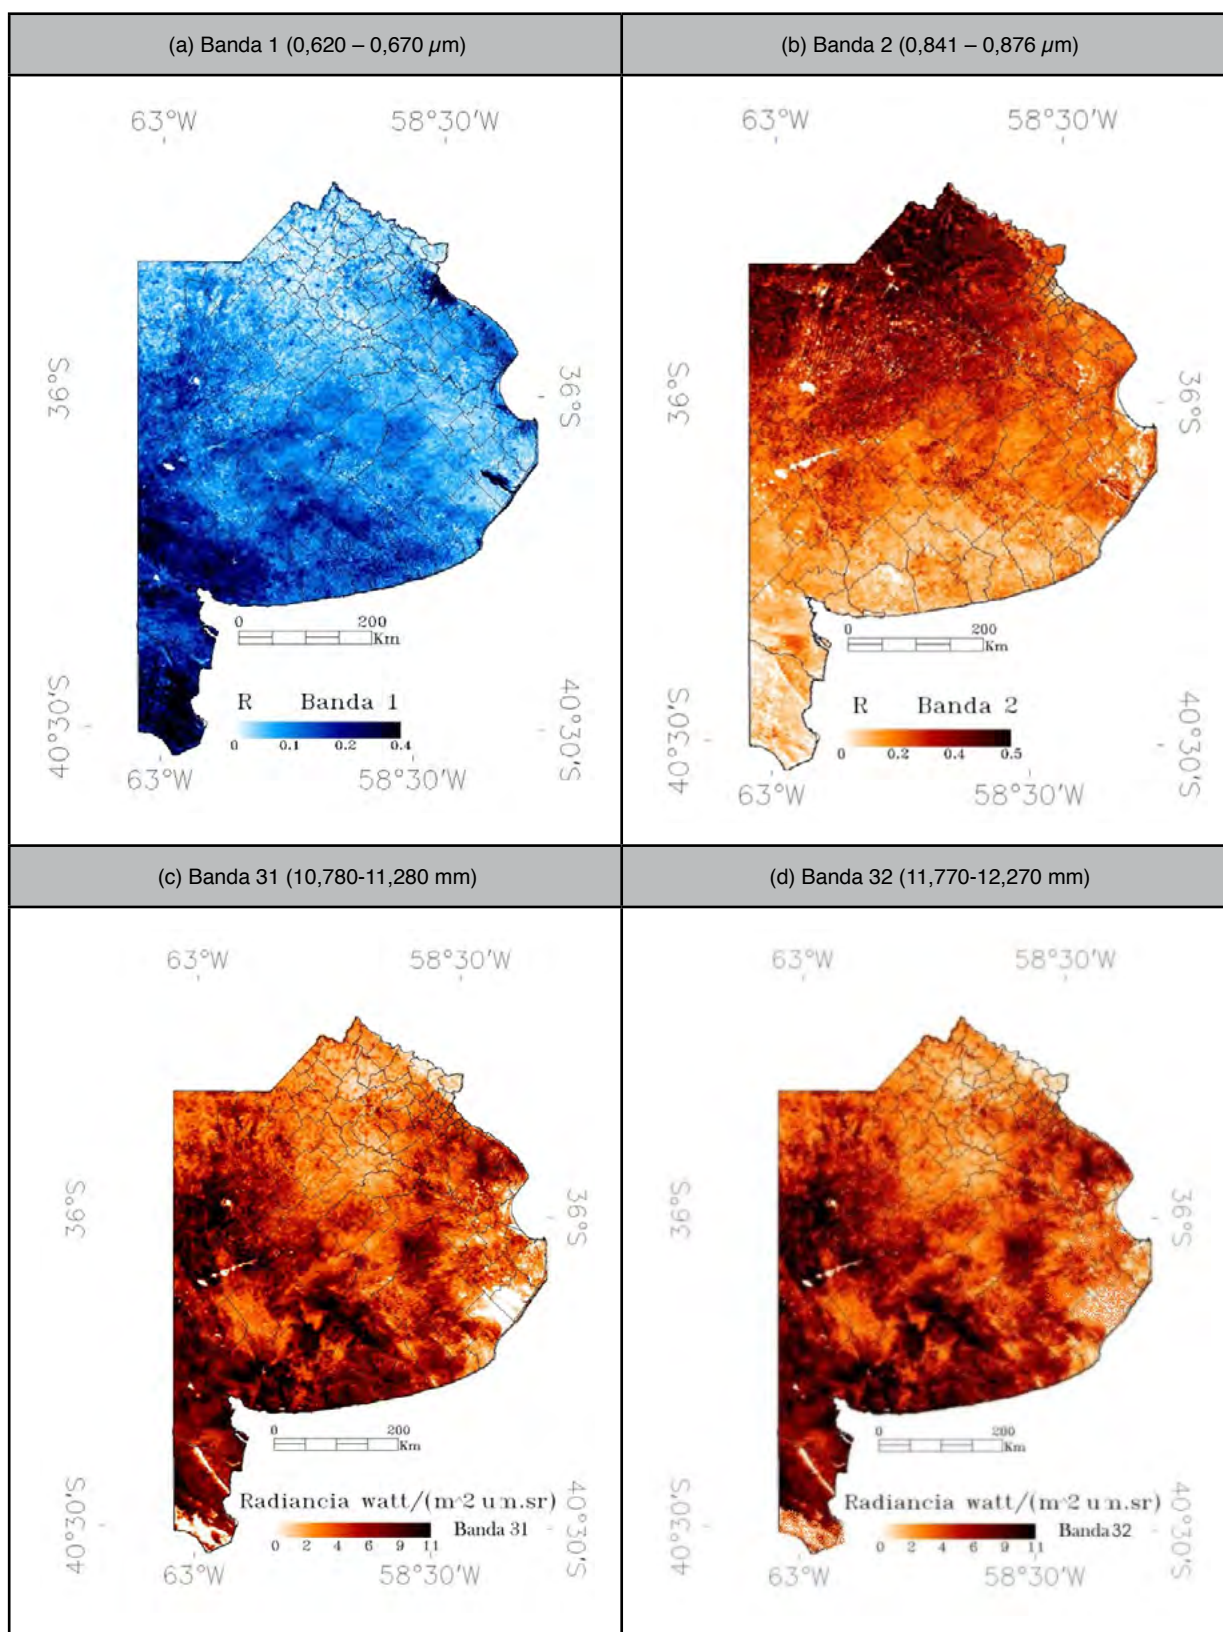 (a) Banda 1 (0,620 – 0,670 µm)
(b) Banda 2 (0,841 – 0,876 µm)
63°W
58°30'W
36°S
36°S
0
200
Km
R Banda 1
0 0.1 0.2 0.4
40°30'S
40°30'S
63°W
58°30'W
63°W
58°30'W
36°S
36°S
0
200
Km
R Banda 2
0 0.2 0.4 0.5
40°30'S
40°30'S
63°W
58°30'W
(c) Banda 31 (10,780-11,280 mm)
(d) Banda 32 (11,770-12,270 mm)
63°W
58°30'W
36°S
36°S
0
200
Km
Radiancia watt/(m^2 um.sr)
Banda 31
0 2 4 6 9 11
40°30'S
40°30'S
63°W
58°30'W
63°W
58°30'W
36°S
36°S
0
200
Km
Radiancia watt/(m^2 um.sr)
Banda 32
0 2 4 6 9 11
40°30'S
40°30'S
63°W
58°30'W